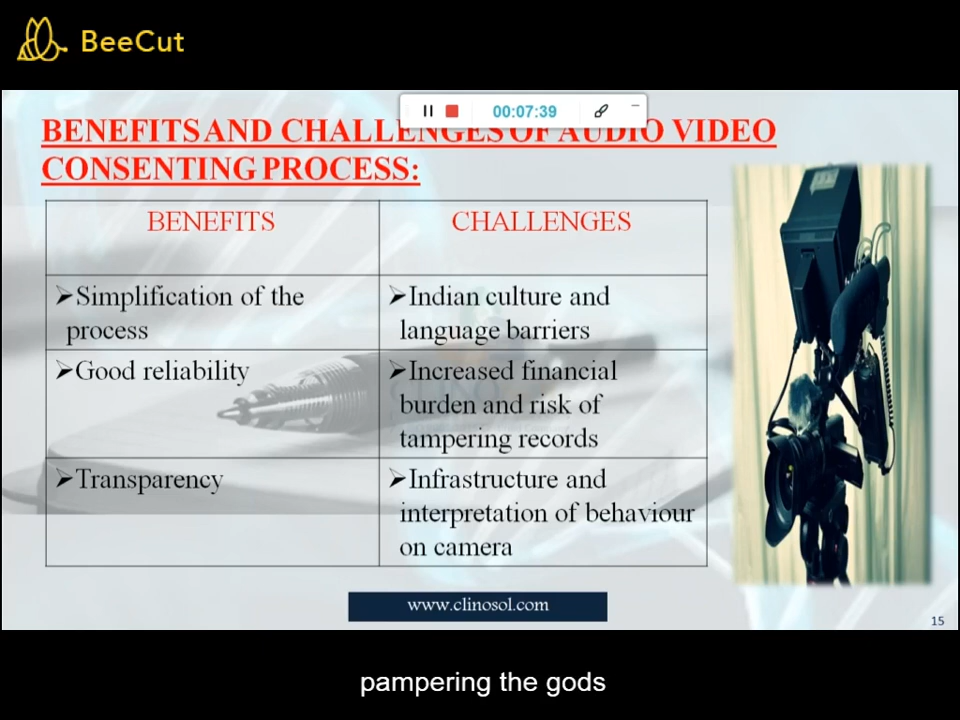 BeeCut
00:07:39
BENEFITS AND CHALLENGES OF AUDIO VIDEO
CONSENTING PROCESS:
BENEFITS
CHALLENGES
➢Simplification of the
process
➢Indian culture and
language barriers
➢Good reliability
➢Increased financial
burden and risk of
tampering records
➢Transparency
➢Infrastructure and
interpretation of behaviour
on camera
www.clinosol.com
15
pampering the gods